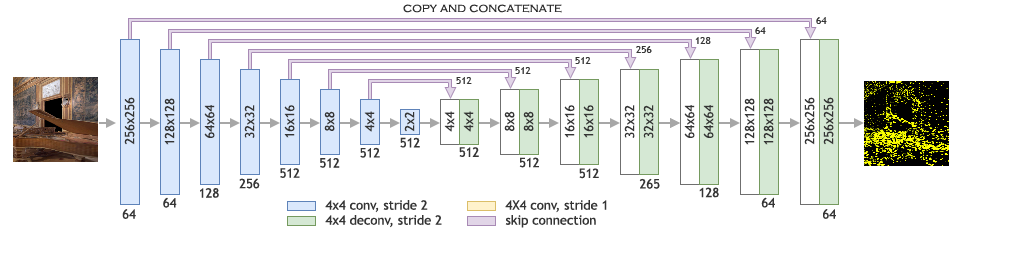 COPY AND CONCATENATE
64
64
128
256
512
512
512
256x256
128x128
64x64
32x32
16x16
8x8
4x4
2x2
4x4
4x4
8x8
8x8
16x16
16x16
32x32
32x32
64x64
64x64
128x128
128x128
256x256
256x256
64
64
128
256
512
512
512
512
512
512
512
265
128
64
64
4x4 conv, stride 2
4X4 conv, stride 1
4x4 deconv, stride 2
skip connection